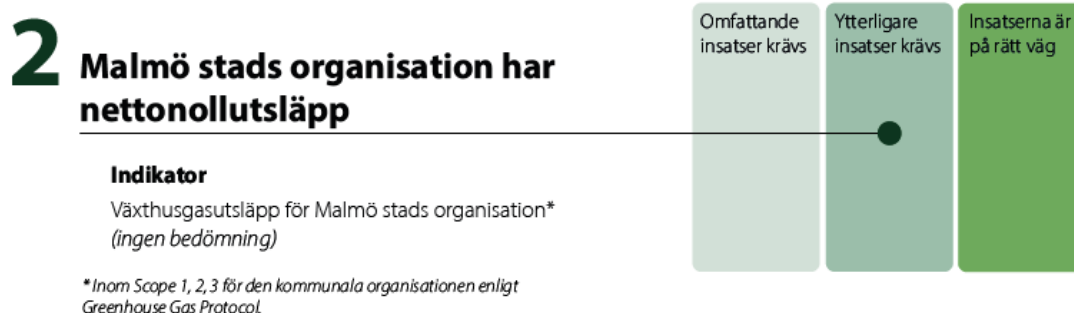 2
Malmö stads organisation har
nettonollutsläpp
Omfattande
insatser krävs
Ytterligare
insatser krävs
Insatserna är
på rätt väg
Indikator
Växthusgasutsläpp för Malmö stads organisation*
(ingen bedömning)
* Inom Scope 1, 2, 3 för den kommunala organisationen enligt
Greenhouse Gas Protocol.